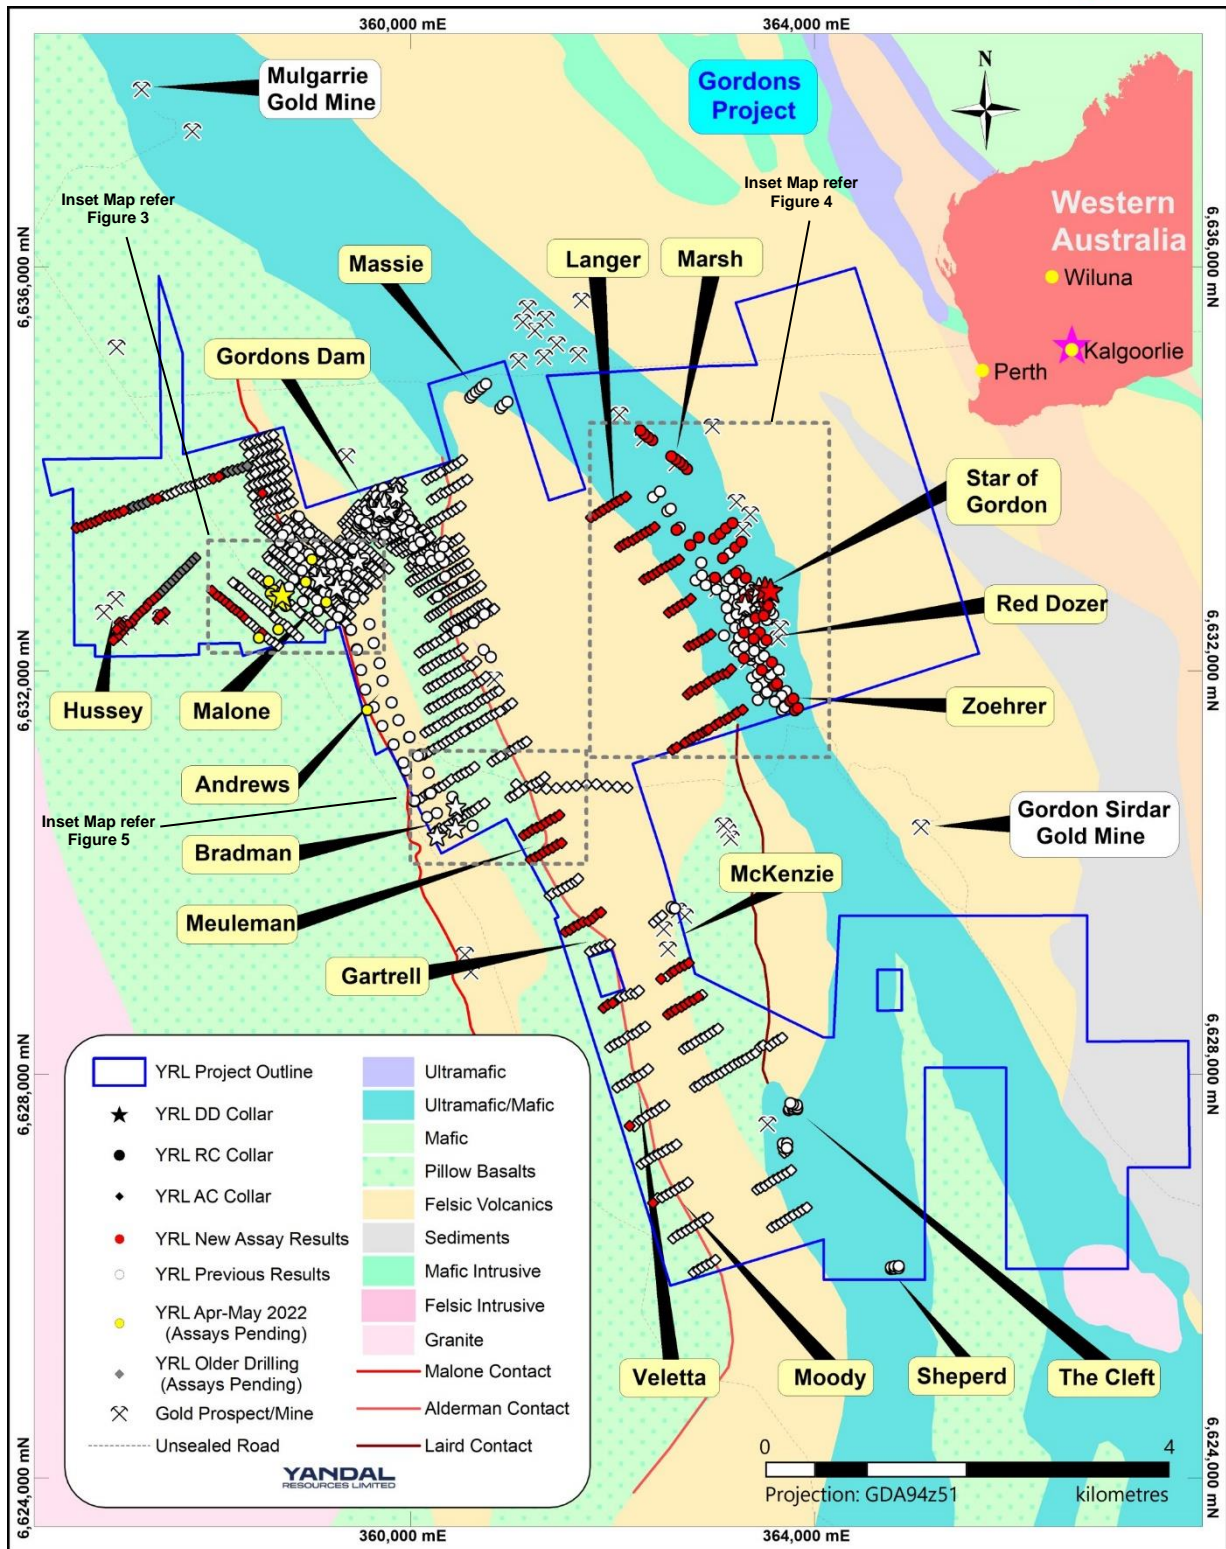 360,000 mE
364,000 mE
Mulgarrie
Gold Mine
Gordons
Project
N
Inset Map refer
Figure 3
Inset Map refer
Figure 4
Western
Australia
Wiluna
Kalgoorlie
Perth
6,636,000 mN
6,636,000 mN
Massie
Langer
Marsh
Gordons Dam
Star of
Gordon
Red Dozer
Zoehrer
6,632,000 mN
6,632,000 mN
Hussey
Malone
Andrews
Inset Map refer
Figure 5
Bradman
Meuleman
Gartrell
McKenzie
Gordon Sirdar
Gold Mine
6,628,000 mN
6,628,000 mN
YRL Project Outline
YRL DD Collar
YRL RC Collar
YRL AC Collar
YRL New Assay Results
YRL Previous Results
YRL Apr-May 2022
(Assays Pending)
YRL Older Drilling
(Assays Pending)
Gold Prospect/Mine
Unsealed Road
Ultramafic
Ultramafic/Mafic
Mafic
Pillow Basalts
Felsic Volcanics
Sediments
Mafic Intrusive
Felsic Intrusive
Granite
Malone Contact
Alderman Contact
Laird Contact
YANDAL
RESOURCES LIMITED
Veletta
Moody
Sheperd
The Cleft
0
4
Projection: GDA94z51
kilometres
6,624,000 mN
6,624,000 mN
360,000 mE
364,000 mE